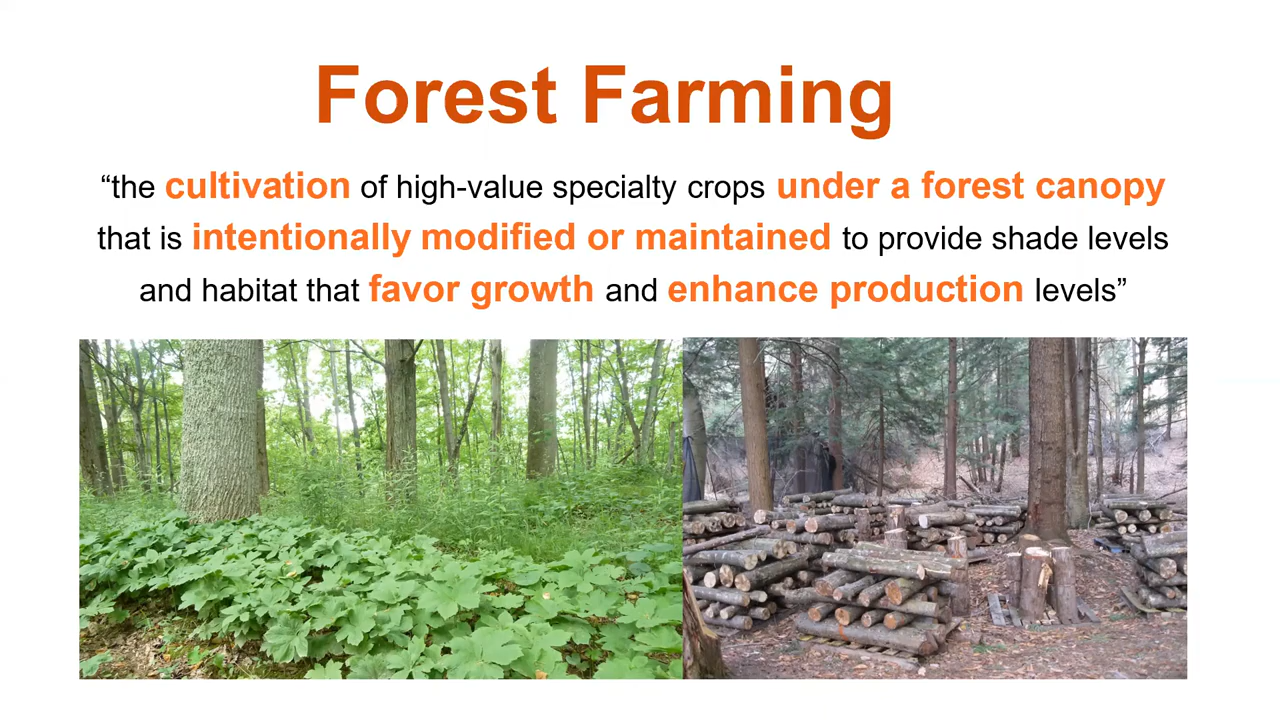 Forest Farming
“the cultivation of high-value specialty crops under a forest canopy
that is intentionally modified or maintained to provide shade levels
and habitat that favor growth and enhance production levels”